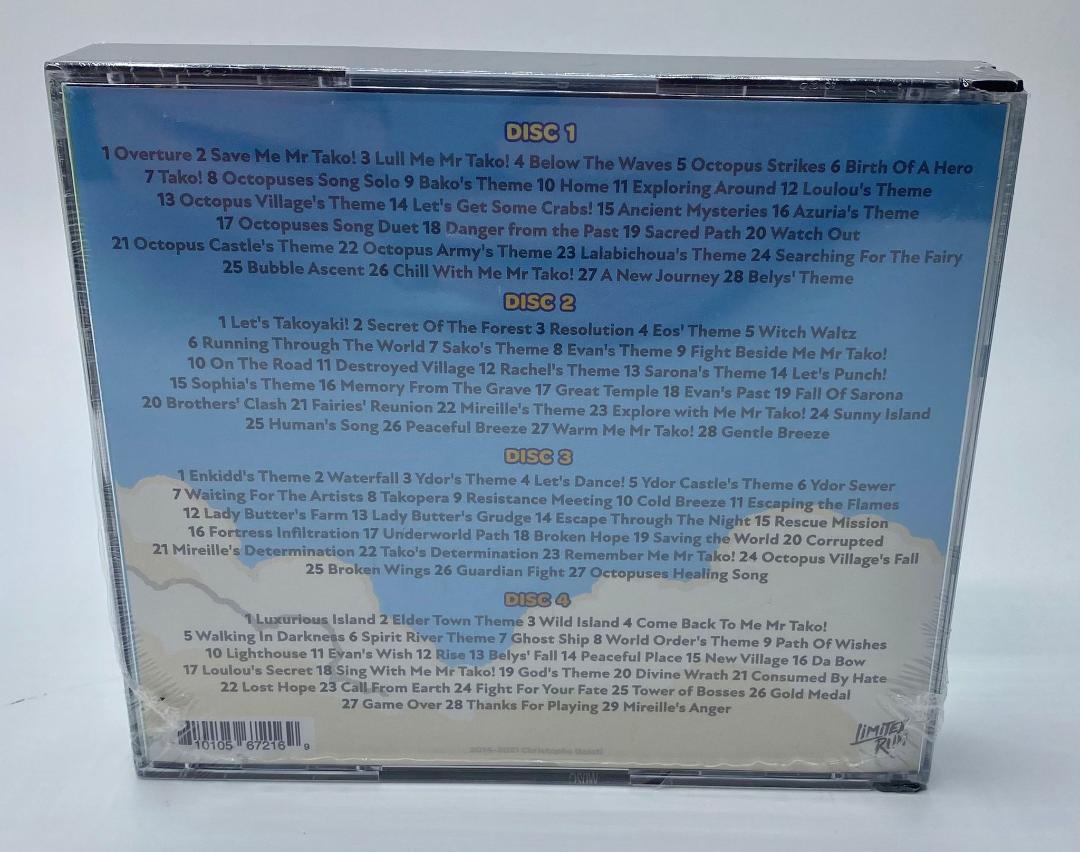 DISC 1
1 Overture 2 Save Me Mr Tako! 3 Lull Me Mr Tako! 4 Below The Waves 5 Octopus Strikes 6 Birth Of A Hero
7 Tako! 8 Octopuses Song Solo 9 Bako's Theme 10 Home 11 Exploring Around 12 Loulou's Theme
13 Octopus Village's Theme 14 Let's Get Some Crabs! 15 Ancient Mysteries 16 Azuria's Theme
17 Octopuses Song Duet 18 Danger from the Past 19 Sacred Path 20 Watch Out
21 Octopus Castle's Theme 22 Octopus Army's Theme 23 Lalabichoua's Theme 24 Searching For The Fairy
25 Bubble Ascent 26 Chill With Me Mr Tako! 27 A New Journey 28 Belys' Theme
DISC 2
1 Let's Takoyaki! 2 Secret Of The Forest 3 Resolution 4 Eos' Theme 5 Witch Waltz
6 Running Through The World 7 Sako's Theme 8 Evan's Theme 9 Fight Beside Me Mr Tako!
10 On The Road 11 Destroyed Village 12 Rachel's Theme 13 Sarona's Theme 14 Let's Punch!
15 Sophia's Theme 16 Memory From The Grave 17 Great Temple 18 Evan's Past 19 Fall Of Sarona
20 Brothers' Clash 21 Fairies' Reunion 22 Mireille's Theme 23 Explore with Me Mr Tako! 24 Sunny Island
25 Human's Song 26 Peaceful Breeze 27 Warm Me Mr Tako! 28 Gentle Breeze
DISC 3
1 Enkidd's Theme 2 Waterfall 3 Ydor's Theme 4 Let's Dance! 5 Ydor Castle's Theme 6 Ydor Sewer
7 Waiting For The Artists 8 Takopera 9 Resistance Meeting 10 Cold Breeze 11 Escaping the Flames
12 Lady Butter's Farm 13 Lady Butter's Grudge 14 Escape Through The Night 15 Rescue Mission
16 Fortress Infiltration 17 Underworld Path 18 Broken Hope 19 Saving the World 20 Corrupted
21 Mireille's Determination 22 Tako's Determination 23 Remember Me Mr Tako! 24 Octopus Village's Fall
25 Broken Wings 26 Guardian Fight 27 Octopuses Healing Song
DISC 4
1 Luxurious Island 2 Elder Town Theme 3 Wild Island 4 Come Back To Me Mr Tako!
5 Walking In Darkness 6 Spirit River Theme 7 Ghost Ship 8 World Order's Theme 9 Path Of Wishes
10 Lighthouse 11 Evan's Wish 12 Rise 13 Belys' Fall 14 Peaceful Place 15 New Village 16 Da Bow
17 Loulou's Secret 18 Sing With Me Mr Tako! 19 God's Theme 20 Divine Wrath 21 Consumed By Hate
22 Lost Hope 23 Call From Earth 24 Fight For Your Fate 25 Tower of Bosses 26 Gold Medal
27 Game Over 28 Thanks For Playing 29 Mireille's Anger
10105 67216 9
2014-2021 Christophe
LIMITED
RUN